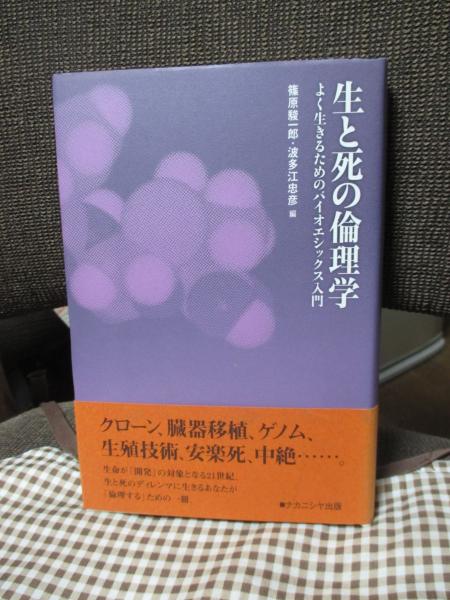 生と死の倫理学
よく生きるためのバイオエシックス入門
篠原駿一郎・波多江忠彦 編
クローン、臓器移植、ゲノム、
生殖技術、安楽死、中絶……。
生命が「開発」の対象となる21世紀。
生と死のディレンマに生きるあなたが
「倫理する」ための一冊。
■ナカニシヤ出版